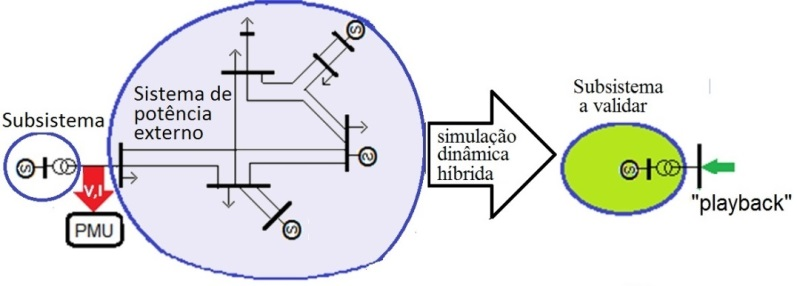 Subsistema
V,I
PMU
Sistema de
potência
externo
S
S
S
S
simulação
dinâmica
híbrida
Subsistema
a validar
S
"playback"